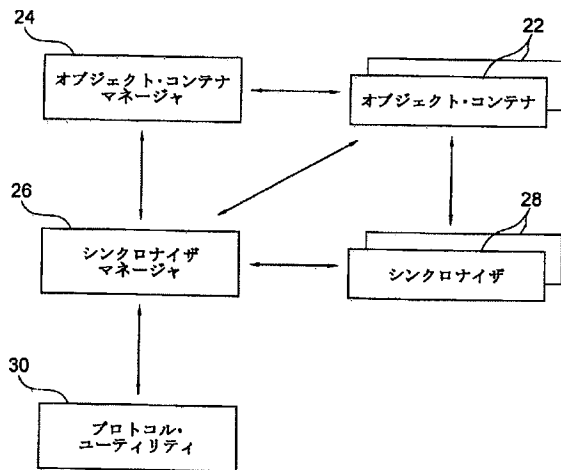 24
オブジェクト・コンテナ
マネージャ
22
オブジェクト・コンテナ
26
シンクロナイザ
マネージャ
28
シンクロナイザ
30
プロトコル・
ユーティリティ